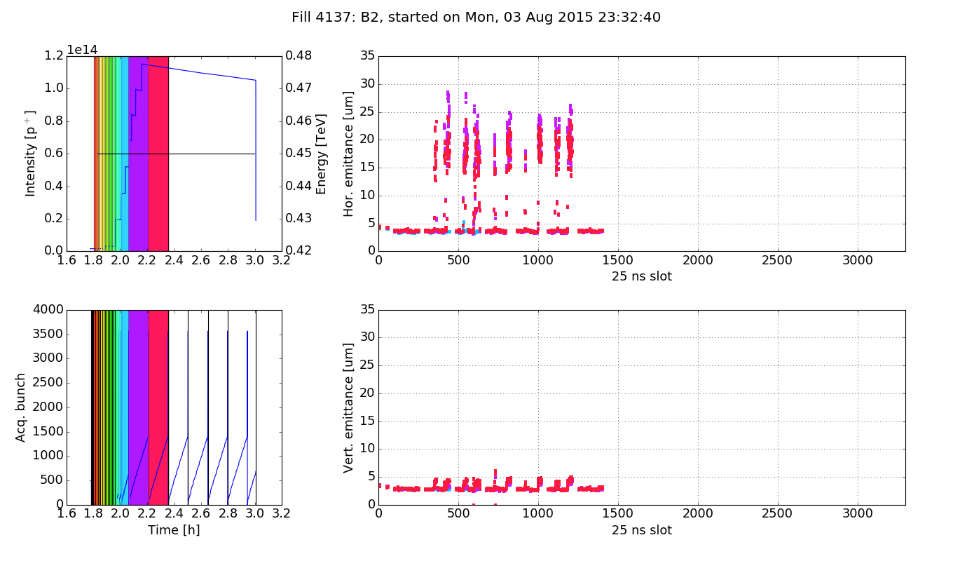 Fill 4137: B2, started on Mon, 03 Aug 2015 23:32:40
1e14
1.2
1.0
0.8
0.6
0.4
0.2
0.0
Intensity [p⁺]
0.48
0.47
0.46
0.45
0.44
0.43
0.42
Energy [TeV]
1.6 1.8 2.0 2.2 2.4 2.6 2.8 3.0 3.2
35
30
25
20
15
10
5
0
Hor. emittance [um]
0 500 1000 1500 2000 2500 3000
25 ns slot
4000
3500
3000
2500
2000
1500
1000
500
0
Acq. bunch
1.6 1.8 2.0 2.2 2.4 2.6 2.8 3.0 3.2
Time [h]
35
30
25
20
15
10
5
0
Vert. emittance [um]
0 500 1000 1500 2000 2500 3000
25 ns slot